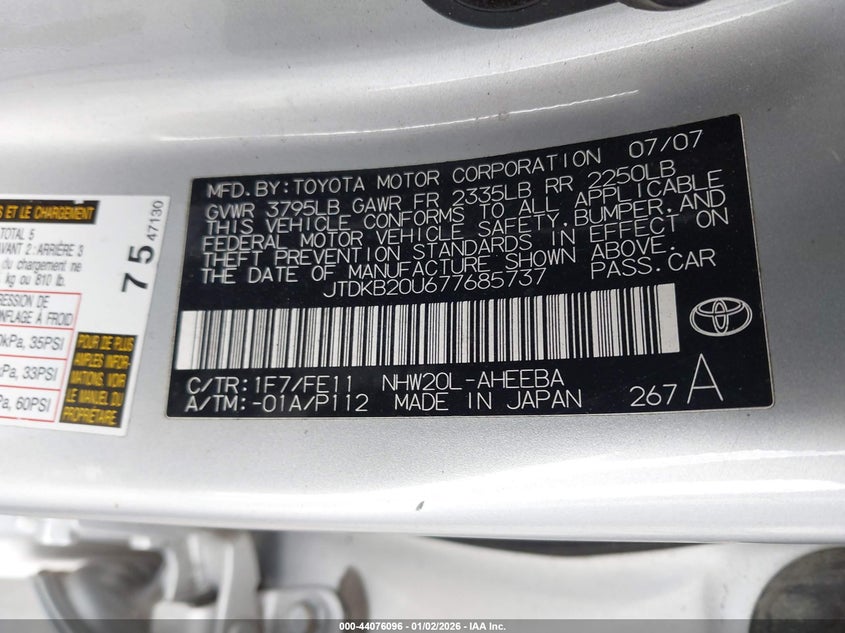 MFD. BY: TOYOTA MOTOR CORPORATION 07/07
GVWR 3795LB GAWR FR 2335LB RR 2250LB
THIS VEHICLE CONFORMS TO ALL APPLICABLE
FEDERAL MOTOR VEHICLE SAFETY, BUMPER, AND
THEFT PREVENTION STANDARDS IN EFFECT ON
THE DATE OF MANUFACTURE SHOWN ABOVE.
JTDKB20U677685737 PASS. CAR
C/TR: 1F7/FE11 NHW20L-AHEEBA
A/TM: -01A/P112 MADE IN JAPAN 267 A
S ET LE CHARGEMENT
TOTAL 5
AVANT 2: ARRIÈRE 3
du chargement ne
kg ou 810 lb.
75 47130
RESSION DE
NFLAGE À FROID
kPa, 35PSI
kPa, 33PSI
a, 60PSI
POUR DE PLUS
AMPLES INFOR-
MATIONS, VOIR
LE MANUEL DU
PROPRIÉTAIRE.
000-44076096 - 01/02/2026 - IAA Inc.